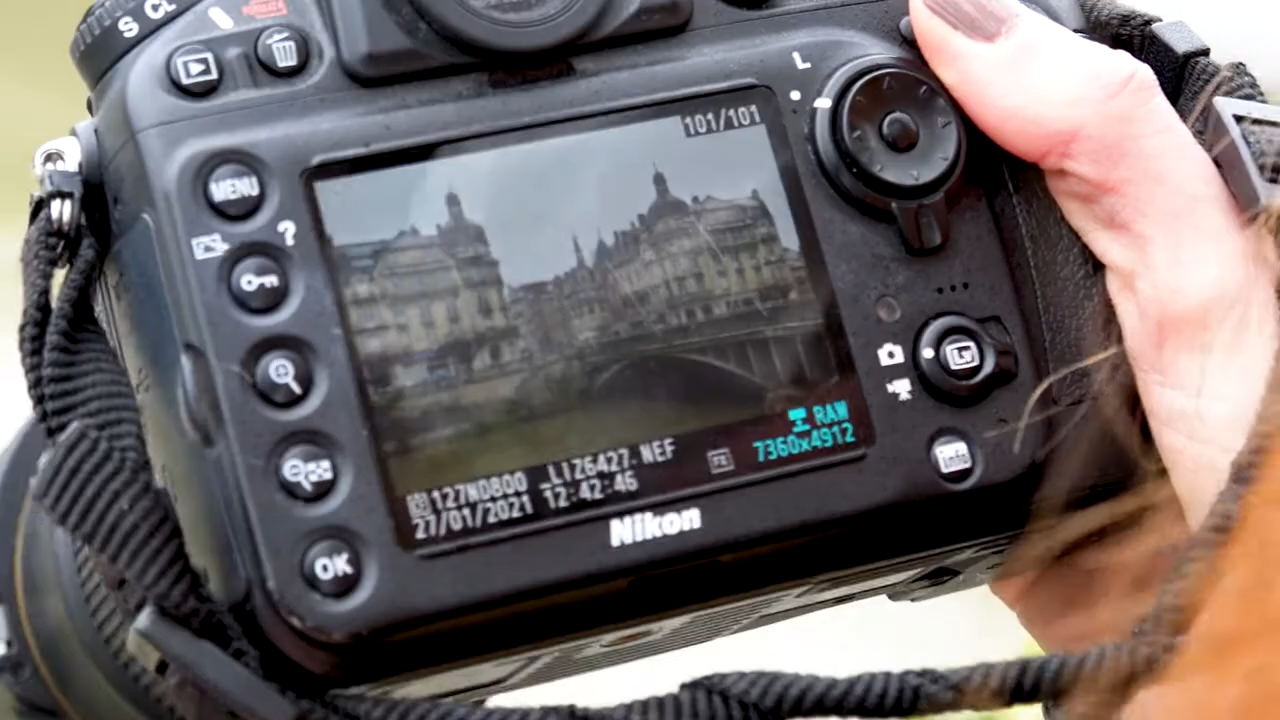 S CL
L
101/101
MENU
?
Lv
RAW
7360x4912
FX
127ND800 _LIZ6427.NEF
27/01/2021 12:42:46
info
Nikon
OK